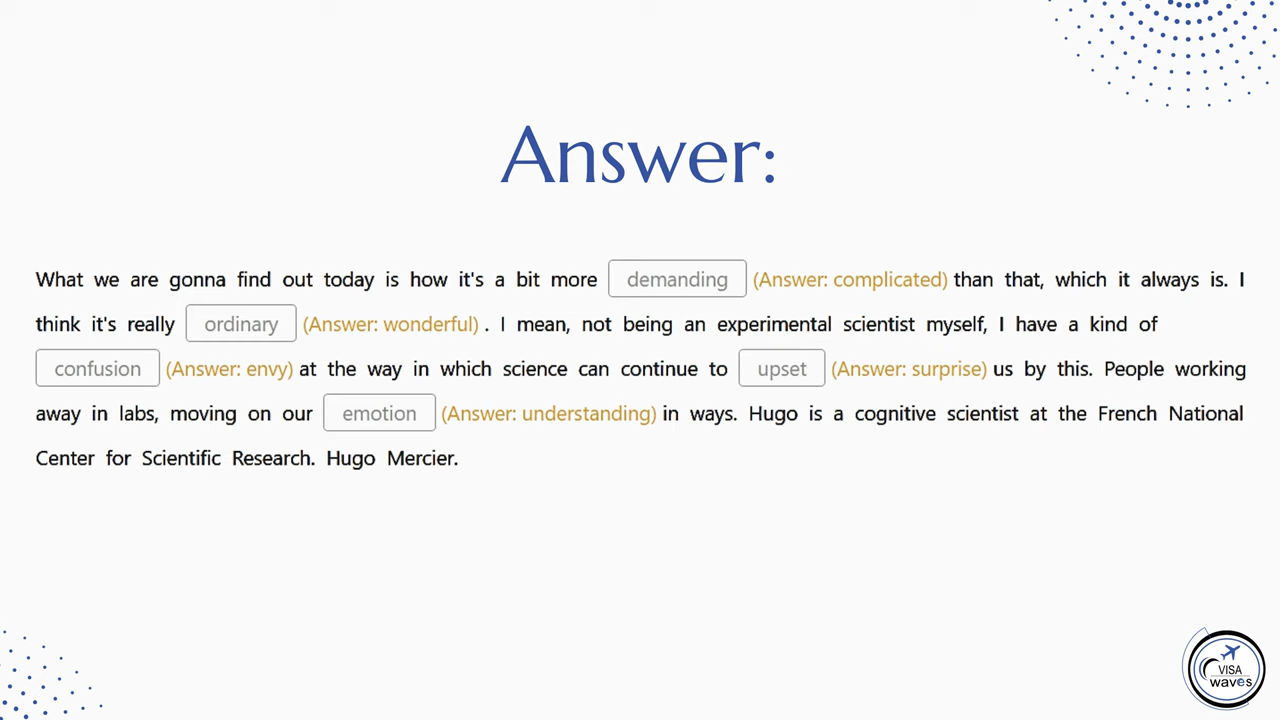 Answer:
What we are gonna find out today is how it's a bit more demanding (Answer: complicated) than that, which it always is. I
think it's really ordinary (Answer: wonderful) . I mean, not being an experimental scientist myself, I have a kind of
confusion (Answer: envy) at the way in which science can continue to upset (Answer: surprise) us by this. People working
away in labs, moving on our emotion (Answer: understanding) in ways. Hugo is a cognitive scientist at the French National
Center for Scientific Research. Hugo Mercier.
VISA
waves